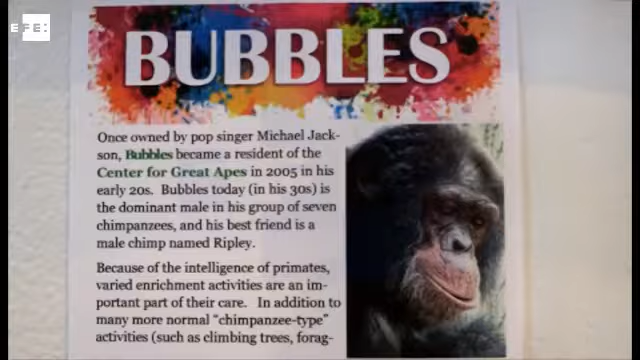 EFE:
BUBBLES
Once owned by pop singer Michael Jack-
son, Bubbles became a resident of the
Center for Great Apes in 2005 in his
early 20s.  Bubbles today (in his 30s) is
the dominant male in his group of seven
chimpanzees, and his best friend is a
male chimp named Ripley.
Because of the intelligence of primates,
varied enrichment activities are an im-
portant part of their care.   In addition to
many more normal “chimpanzee-type”
activities (such as climbing trees, forag-